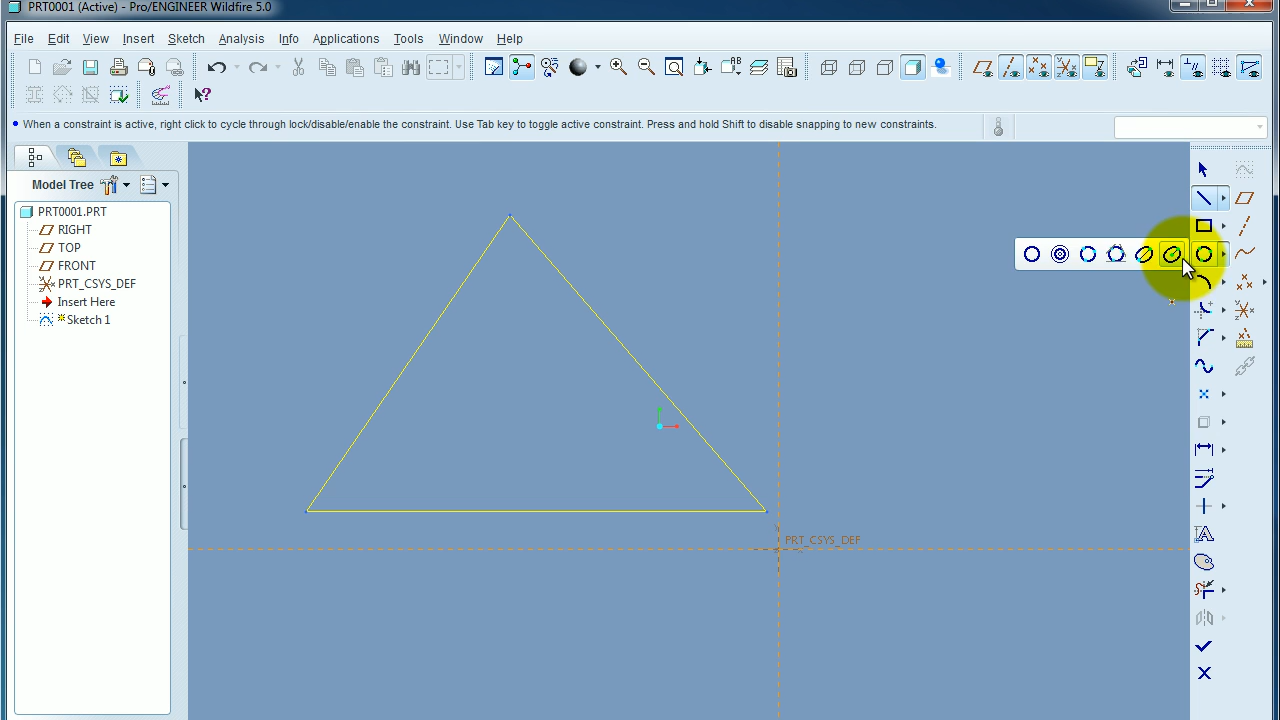 PRT0001 (Active) - Pro/ENGINEER Wildfire 5.0
File Edit View Insert Sketch Analysis Info Applications Tools Window Help
When a constraint is active, right click to cycle through lock/disable/enable the constraint. Use Tab key to toggle active constraint. Press and hold Shift to disable snapping to new constraints.
Model Tree
PRT0001.PRT
RIGHT
TOP
FRONT
PRT_CSYS_DEF
Insert Here
Sketch 1
PRT_CSYS_DEF